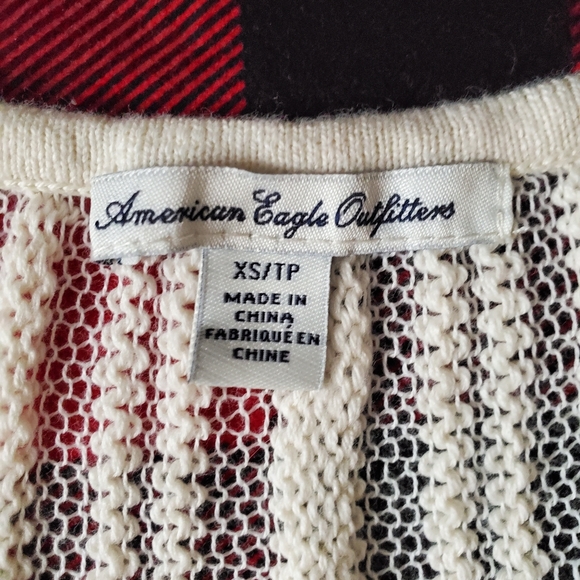 American Eagle Outfitters
XS/TP
MADE IN
CHINA
FABRIQUÉ EN
CHINE